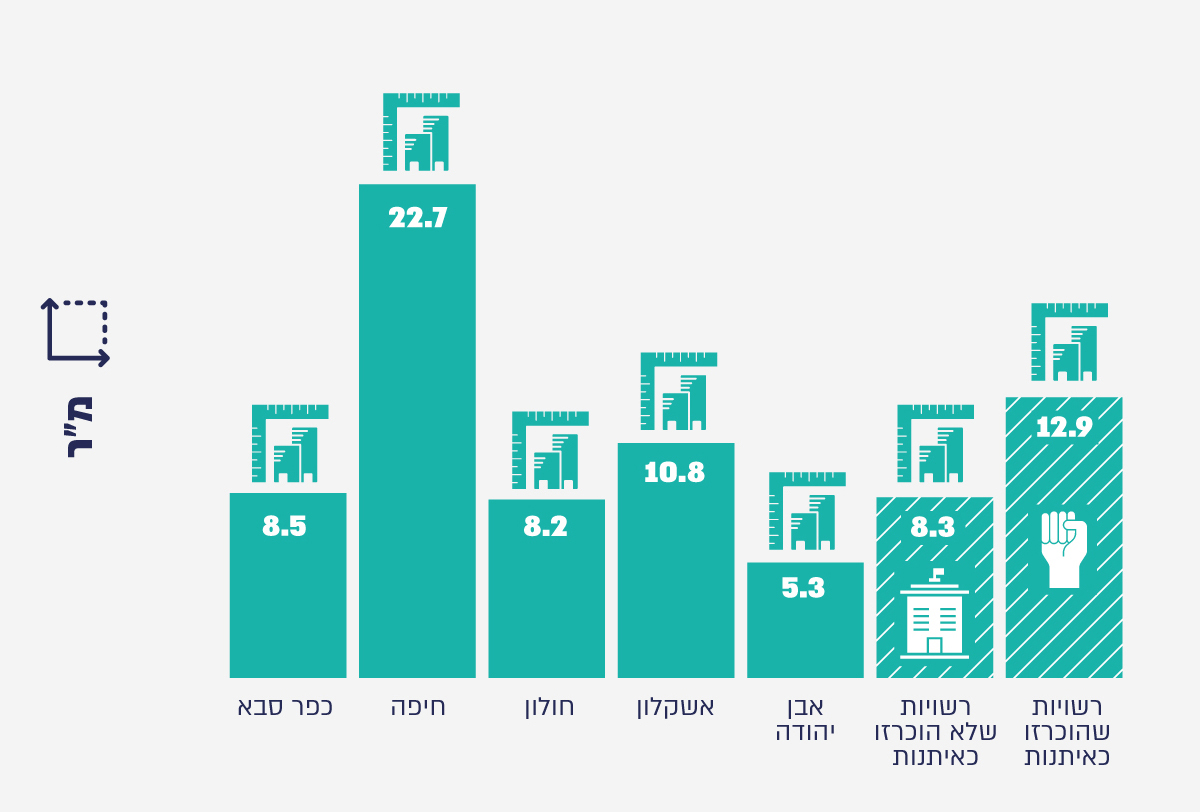 מ"ר
8.5
22.7
8.2
10.8
5.3
8.3
12.9
כפר סבא
חיפה
חולון
אשקלון
אבן
יהודה
רשויות
שלא הוכרזו
כאיתנות
רשויות
שהוכרזו
כאיתנות